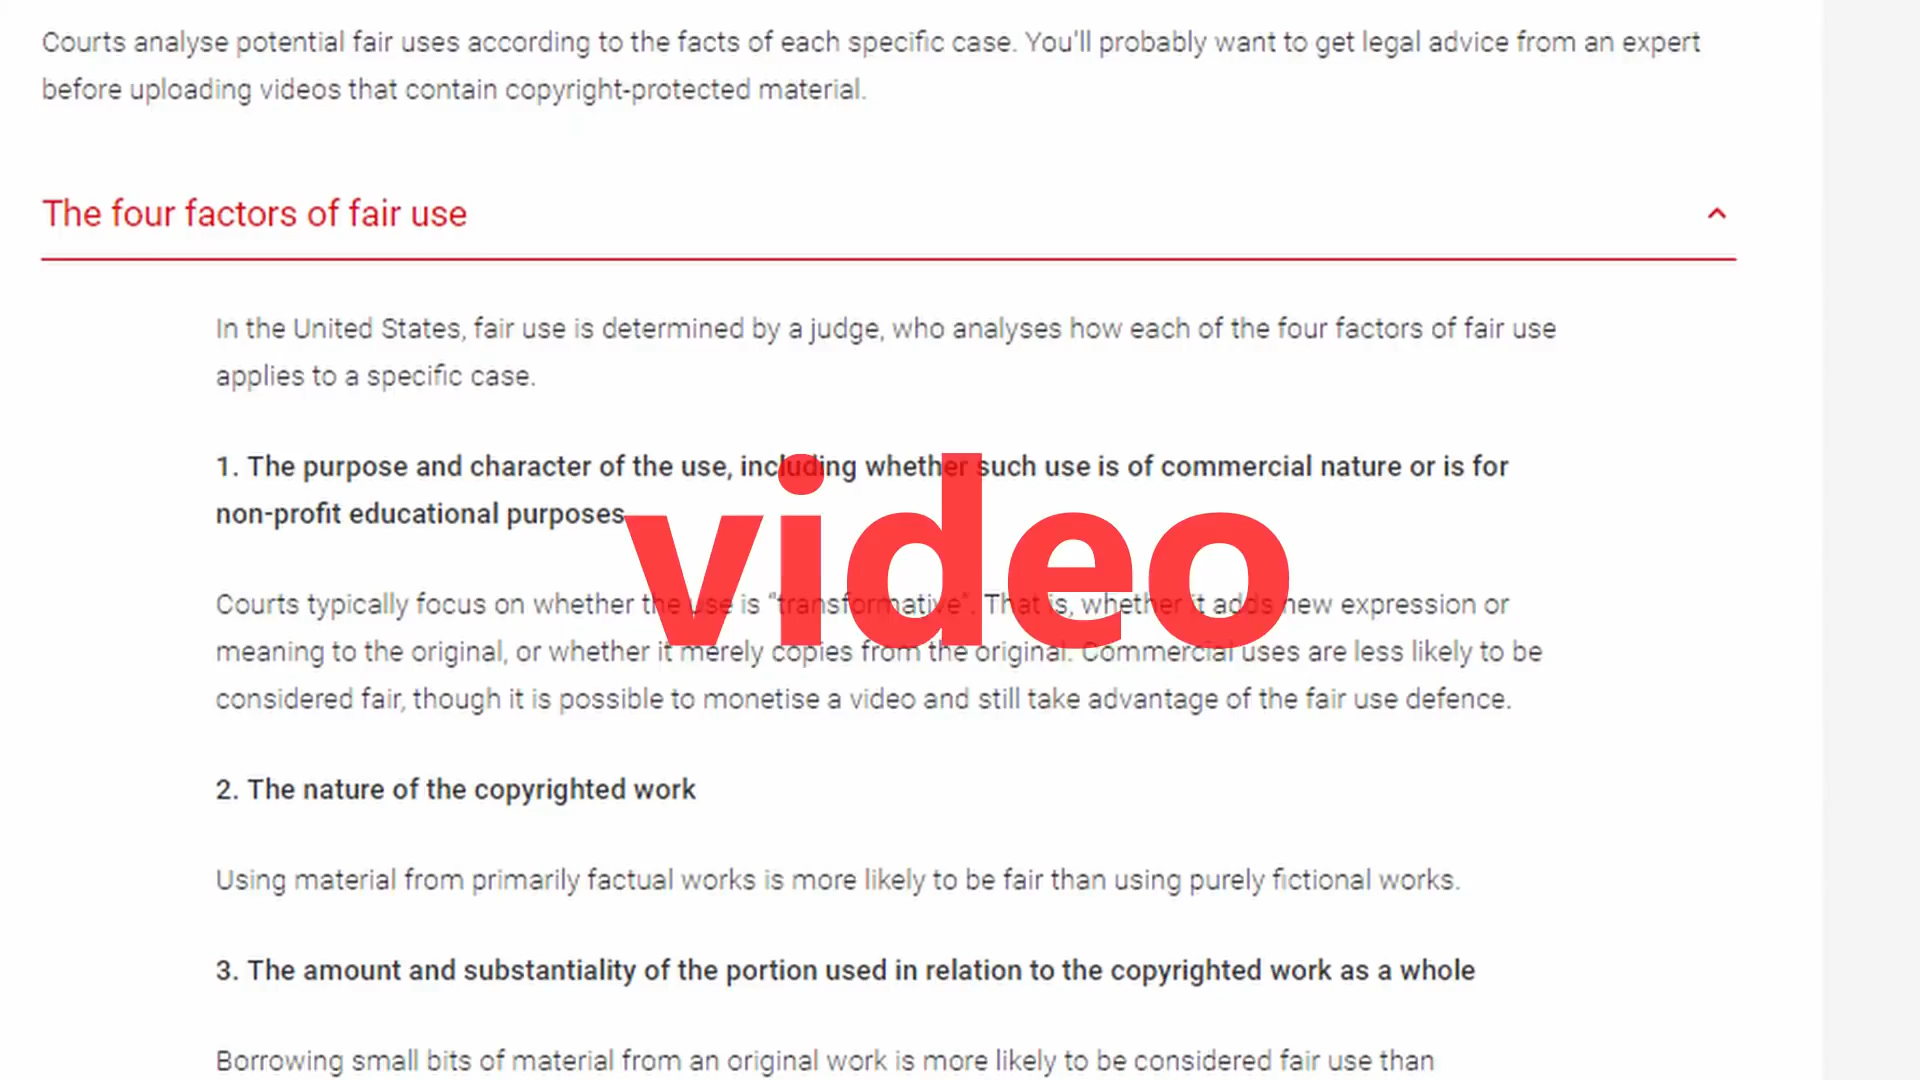 Courts analyse potential fair uses according to the facts of each specific case. You'll probably want to get legal advice from an expert
before uploading videos that contain copyright-protected material.
The four factors of fair use
In the United States, fair use is determined by a judge, who analyses how each of the four factors of fair use
applies to a specific case.
1. The purpose and character of the use, including whether such use is of commercial nature or is for
non-profit educational purposes
video
Courts typically focus on whether the use is "transformative". That is, whether it adds new expression or
meaning to the original, or whether it merely copies from the original. Commercial uses are less likely to be
considered fair, though it is possible to monetise a video and still take advantage of the fair use defence.
2. The nature of the copyrighted work
Using material from primarily factual works is more likely to be fair than using purely fictional works.
3. The amount and substantiality of the portion used in relation to the copyrighted work as a whole
Borrowing small bits of material from an original work is more likely to be considered fair use than